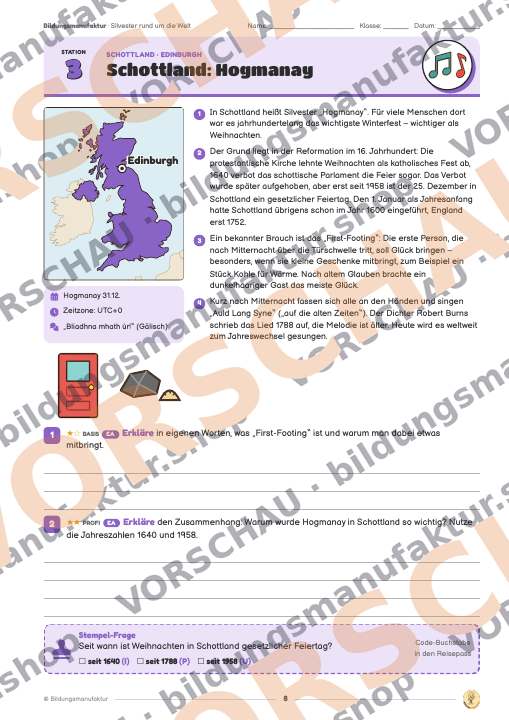 Bildungsmanufaktur · Silvester rund um die Welt Name: Klasse: Datum:
STATION
3
SCHOTTLAND · EDINBURGH
Schottland: Hogmanay
Edinburgh
Hogmanay 31.12.
Zeitzone: UTC+0
„Bliadhna mhath ùr!“ (Gälisch)
1 In Schottland heißt Silvester „Hogmanay“. Für viele Menschen dort
war es jahrhundertelang das wichtigste Winterfest – wichtiger als
Weihnachten.
2 Der Grund liegt in der Reformation im 16. Jahrhundert: Die
protestantische Kirche lehnte Weihnachten als katholisches Fest ab,
1640 verbot das schottische Parlament die Feier sogar. Das Verbot
wurde später aufgehoben, aber erst seit 1958 ist der 25. Dezember in
Schottland ein gesetzlicher Feiertag. Den 1. Januar als Jahresanfang
hatte Schottland übrigens schon im Jahr 1600 eingeführt, England
erst 1752.
3 Ein bekannter Brauch ist das „First-Footing“: Die erste Person, die
nach Mitternacht über die Türschwelle tritt, soll Glück bringen –
besonders, wenn sie kleine Geschenke mitbringt, zum Beispiel ein
Stück Kohle für Wärme. Nach altem Glauben brachte ein
dunkelhaariger Gast das meiste Glück.
4 Kurz nach Mitternacht fassen sich alle an den Händen und singen
„Auld Lang Syne“ („auf die alten Zeiten“). Der Dichter Robert Burns
schrieb das Lied 1788 auf, die Melodie ist älter. Heute wird es weltweit
zum Jahreswechsel gesungen.
1 BASIS EA Erkläre in eigenen Worten, was „First-Footing“ ist und warum man dabei etwas
mitbringt.
2 PROFI EA Erkläre den Zusammenhang: Warum wurde Hogmanay in Schottland so wichtig? Nutze
die Jahreszahlen 1640 und 1958.
Stempel-Frage
Seit wann ist Weihnachten in Schottland gesetzlicher Feiertag?
☐ seit 1640 (I) ☐ seit 1788 (P) ☐ seit 1958 (U)
Code-Buchstabe
in den Reisepass
© Bildungsmanufaktur
8
VORSCHAU · bildungsmanufaktur.shop